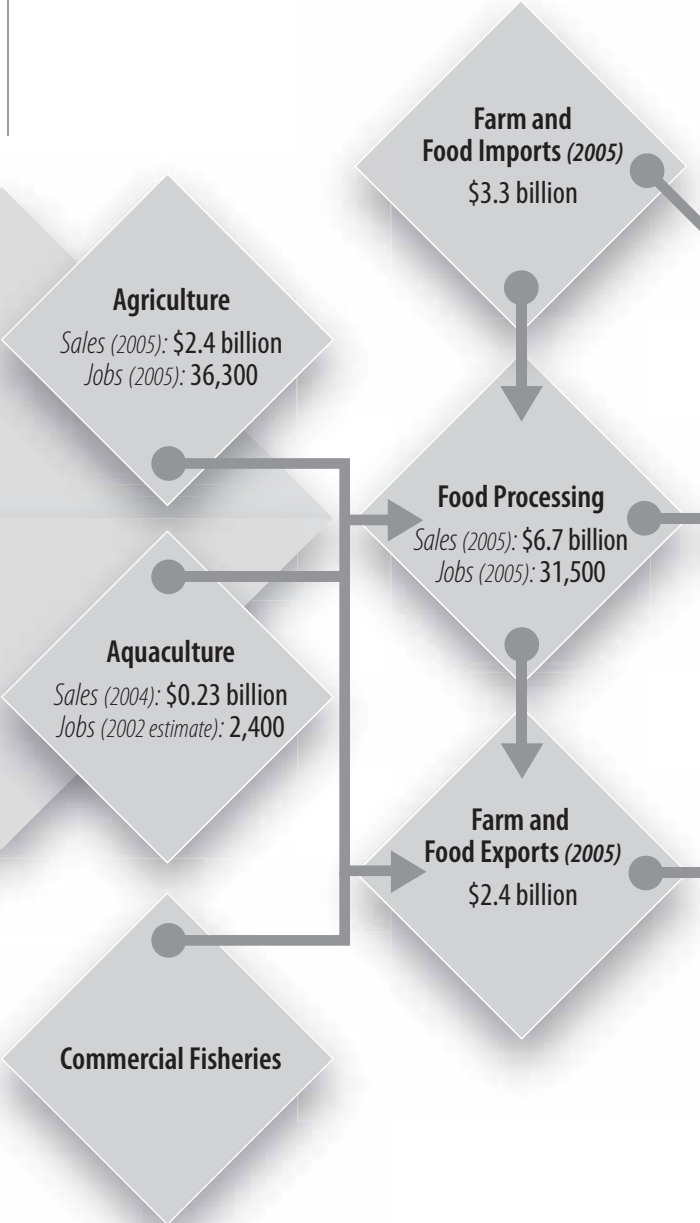 Farm and
Food Imports (2005)
$3.3 billion
Agriculture
Sales (2005): $2.4 billion
Jobs (2005): 36,300
Food Processing
Sales (2005): $6.7 billion
Jobs (2005): 31,500
Aquaculture
Sales (2004): $0.23 billion
Jobs (2002 estimate): 2,400
Farm and
Food Exports (2005)
$2.4 billion
Commercial Fisheries